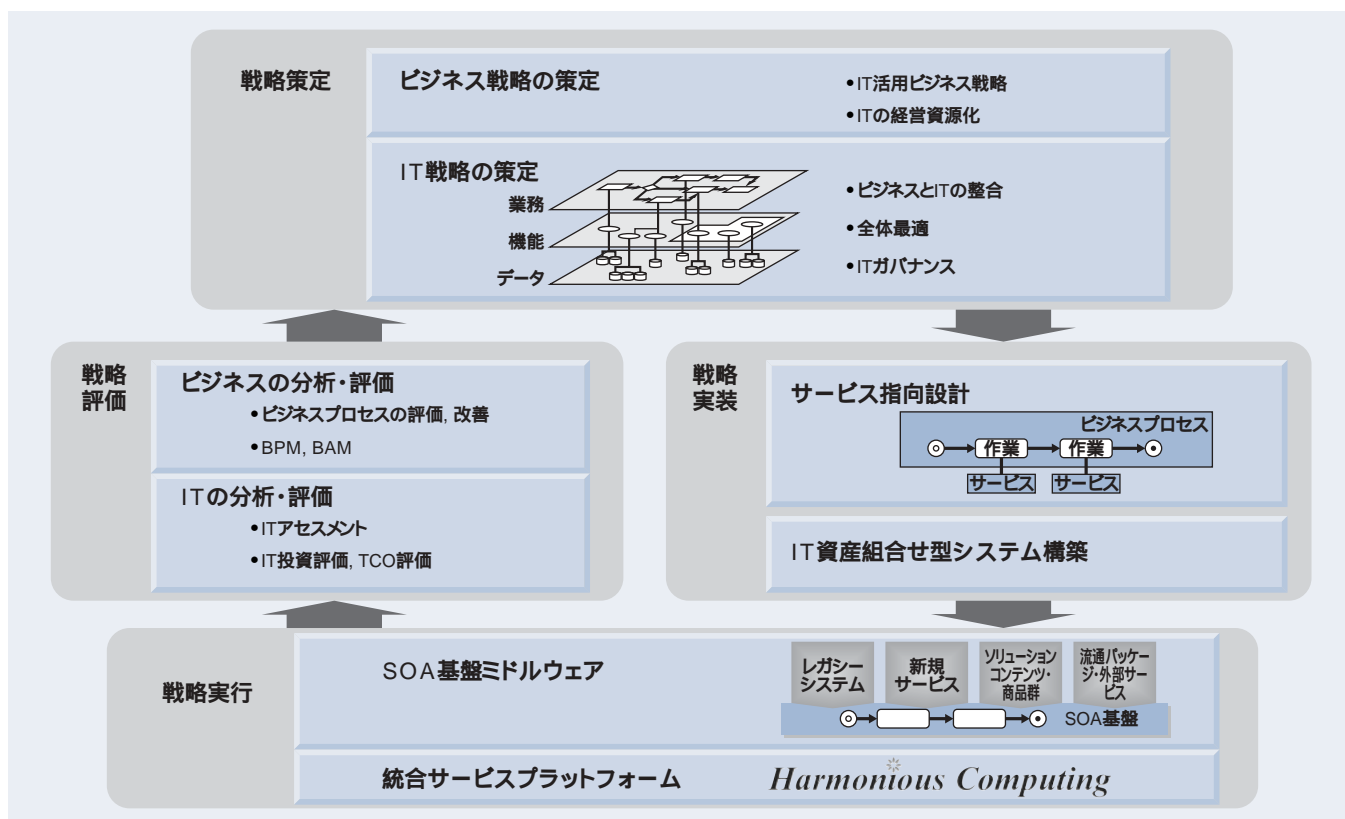 戦略策定
ビジネス戦略の策定
•IT活用ビジネス戦略
•ITの経営資源化
IT戦略の策定
業務
機能
データ
•ビジネスとITの整合
•全体最適
•ITガバナンス
戦略
評価
ビジネスの分析・評価
•ビジネスプロセスの評価, 改善
•BPM, BAM
ITの分析・評価
•ITアセスメント
•IT投資評価, TCO評価
戦略
実装
サービス指向設計
ビジネスプロセス
作業 作業
サービス サービス
IT資産組合せ型システム構築
戦略実行
SOA基盤ミドルウェア
レガシー
システム
新規
サービス
ソリューション
コンテンツ・
商品群
流通パッケー
ジ・外部サー
ビス
SOA基盤
統合サービスプラットフォーム
Harmonious Computing